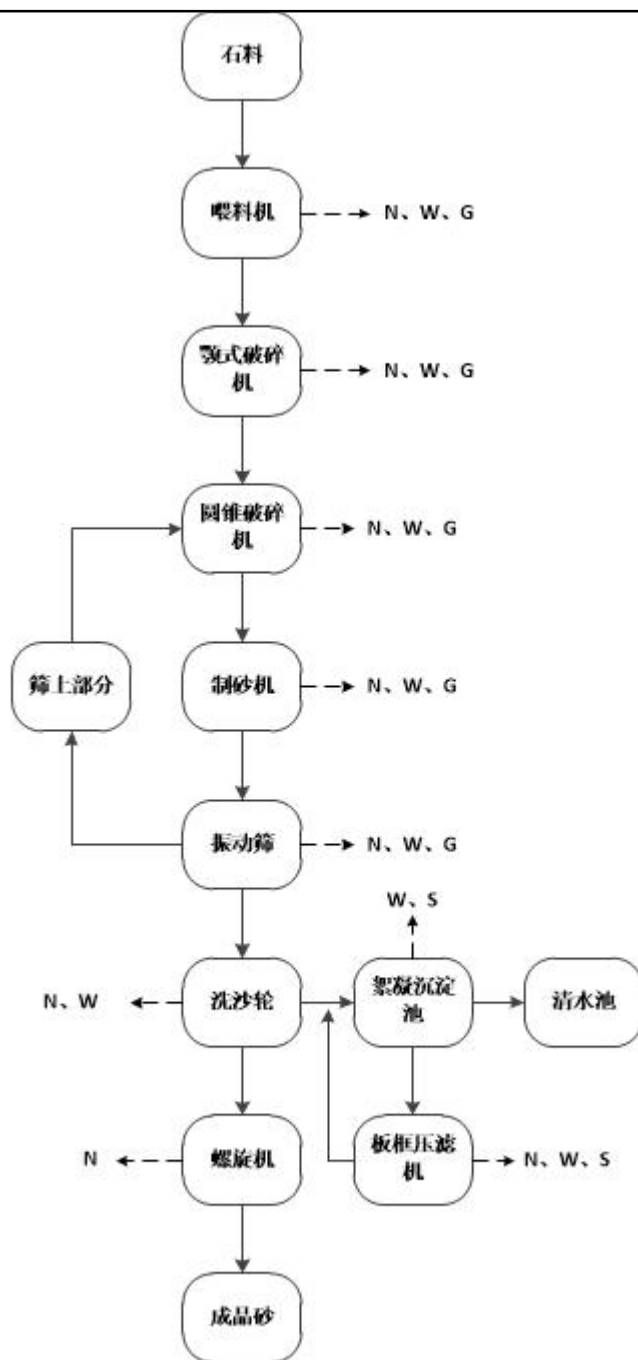 石料
喂料机
N、W、G
颚式破碎
机
N、W、G
圆锥破碎
机
N、W、G
筛上部分
制砂机
N、W、G
振动筛
N、W、G
W、S
N、W
洗沙轮
絮凝沉淀
池
清水池
N
螺旋机
板框压滤
机
N、W、S
成品砂